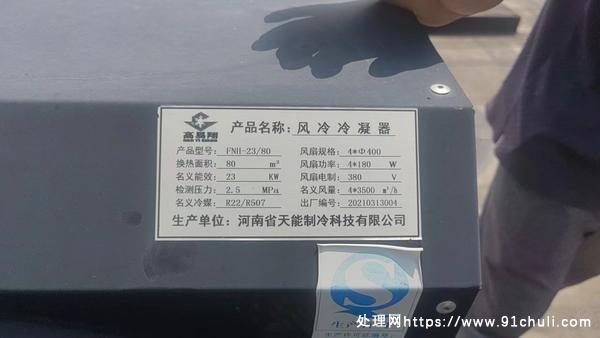 产品名称：风冷冷凝器
高易翔
产品型号：FNH-23/80 风扇规格：4*Φ400
换热面积：80 m² 风扇功率：4*180 W
名义能效：23 KW 风扇电制：380 V
检测压力：2.5 MPa 名义风量：4*3500 m³/h
名义冷媒：R22/R507 出厂编号：20210313004
生产单位：河南省天能制冷科技有限公司
处理网https://www.91chuli.com/